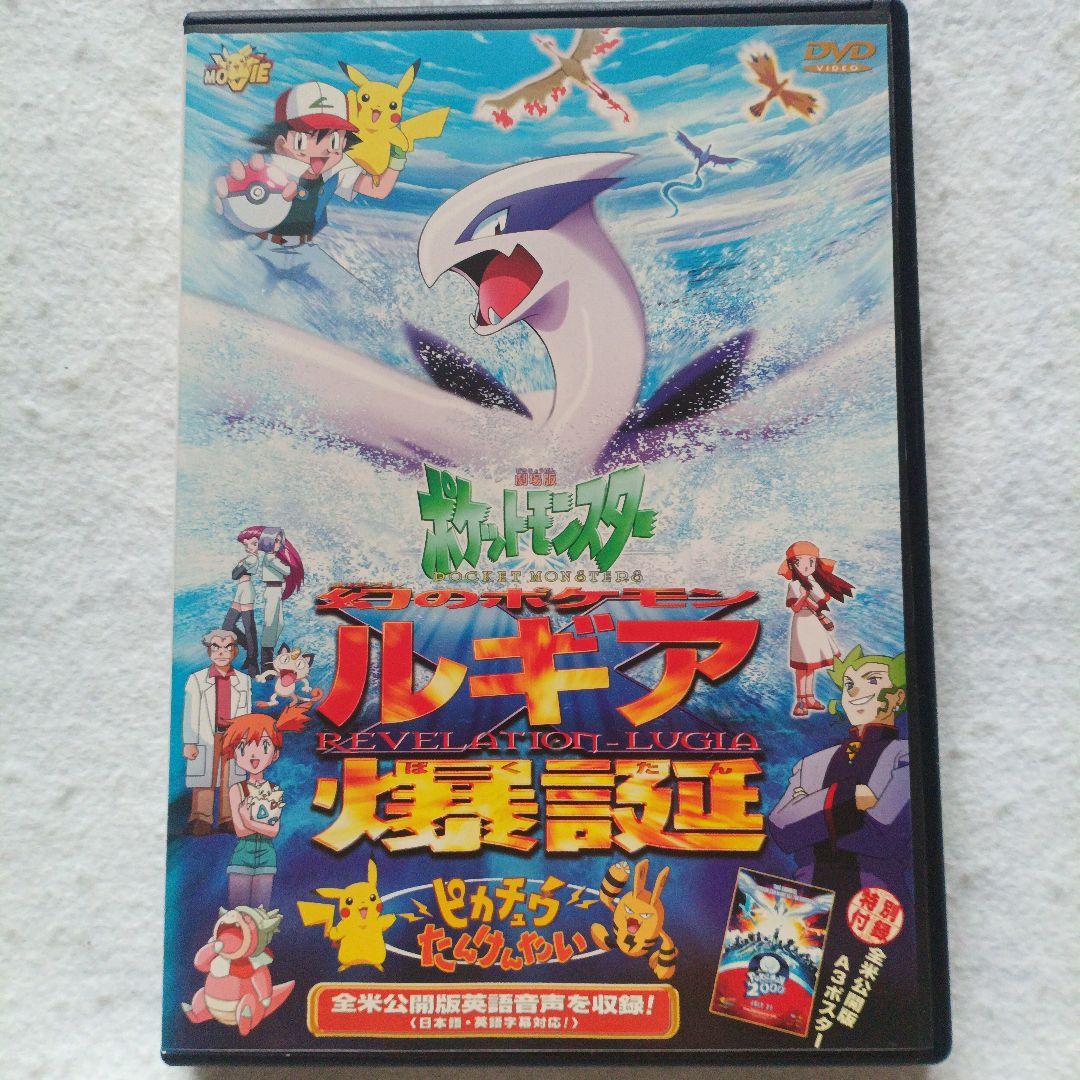 MOVIE
DVD
VIDEO
劇場版
ポケットモンスター
POCKET MONSTERS
幻のポケモン
ルギア
REVELATION-LUGIA
ばくたん
爆誕
ピカチュウ
たんけんたい
全米公開版英語音声を収録!
〈日本語・英語字幕対応!〉
特別付録
全米公開版
A3ポスター
2000